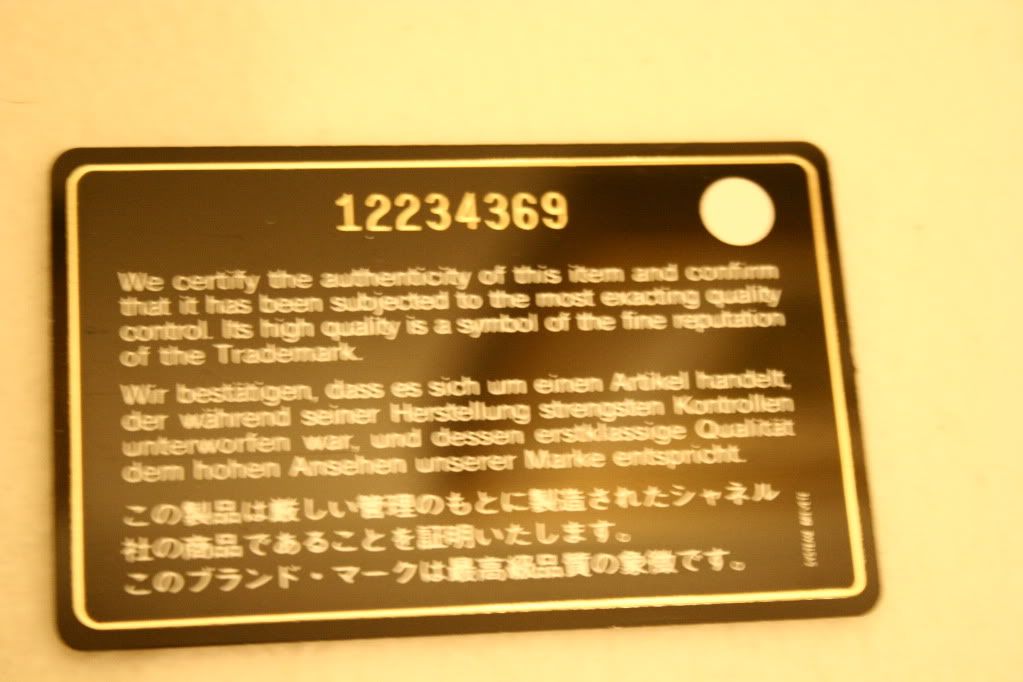 12234369
We certify the authenticity of this item and confirm
that it has been subjected to the most exacting quality
control. Its high quality is a symbol of the fine reputation
of the Trademark.
Wir bestätigen, dass es sich um einen Artikel handelt,
der während seiner Herstellung strengsten Kontrollen
unterworfen war, und dessen erstklassige Qualität
dem hohen Ansehen unserer Marke entspricht.
この製品は厳しい管理のもとに製造されたシャネル
社の商品であることを証明いたします。
このブランド・マークは最高級品質の象徴です。